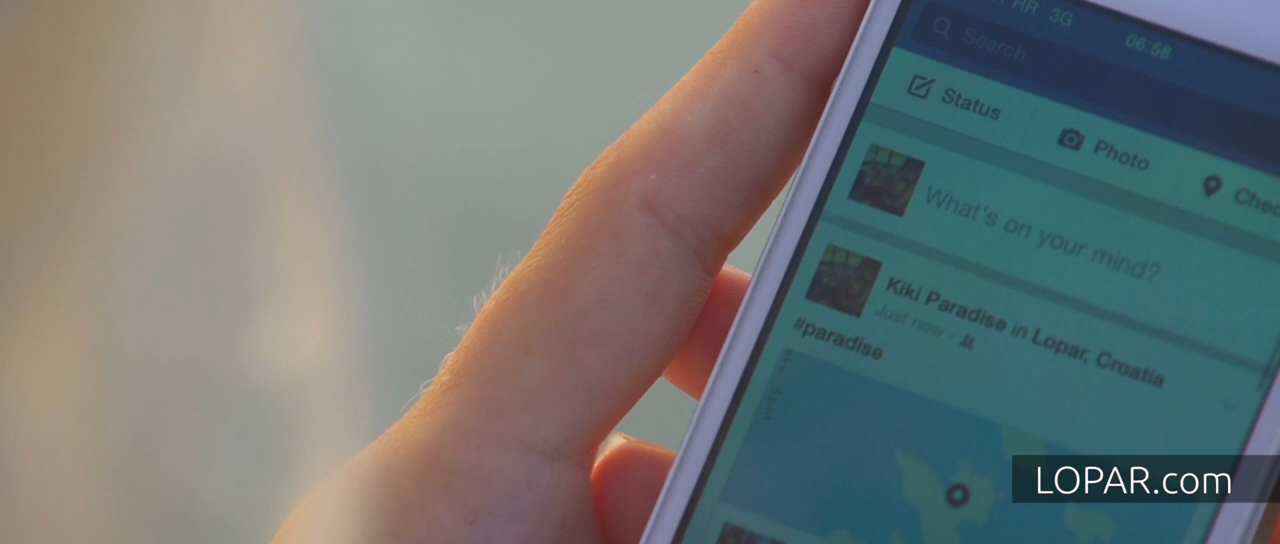 HR 3G 06:58
Search
Status Photo
What's on your mind?
Kiki Paradise in Lopar, Croatia
Just now
#paradise
LOPAR.com